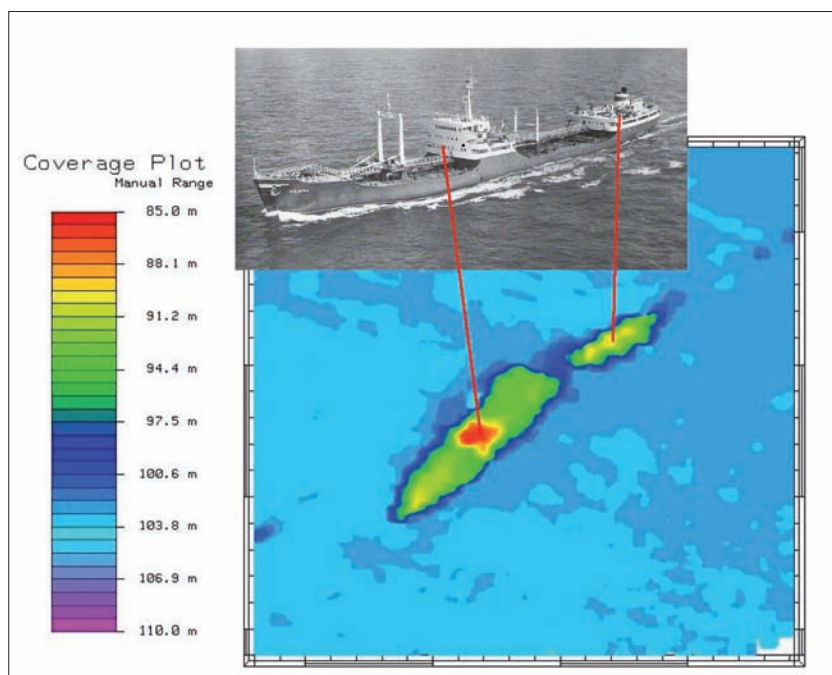 Coverage Plot
Manual Range
85.0 m
88.1 m
91.2 m
94.4 m
97.5 m
100.6 m
103.8 m
106.9 m
110.0 m